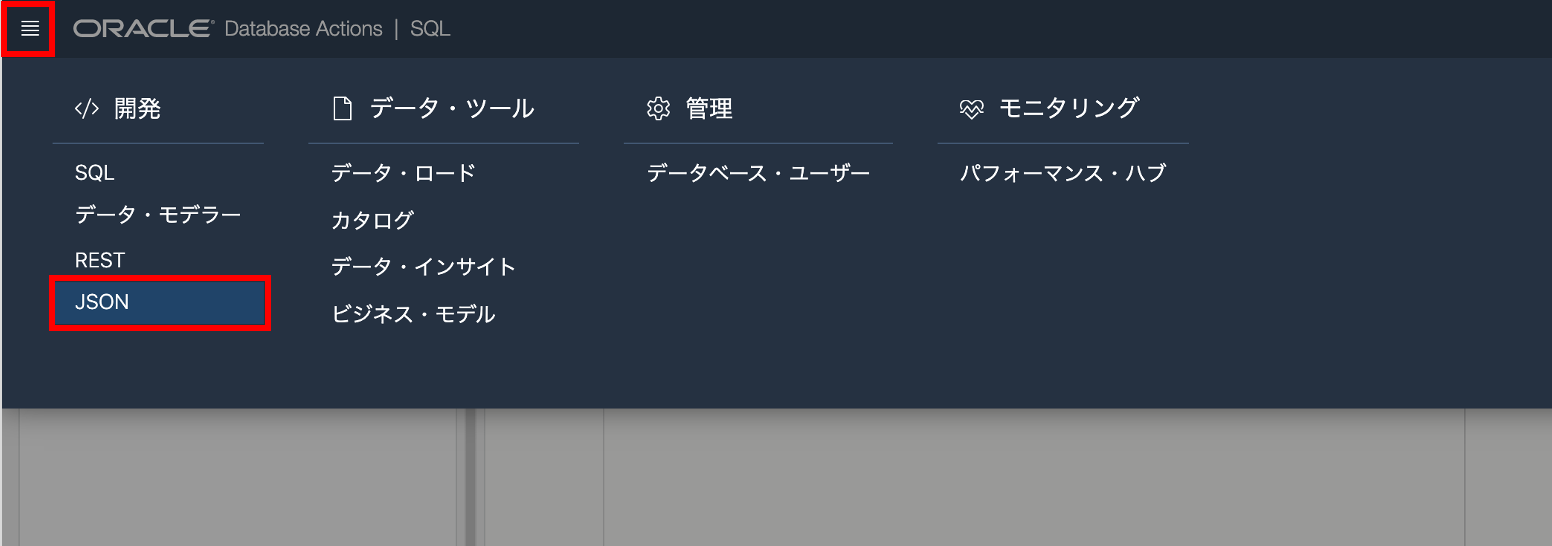 ORACLE® Database Actions | SQL
開発
SQL
データ・モデラー
REST
JSON
データ・ツール
データ・ロード
カタログ
データ・インサイト
ビジネス・モデル
管理
データベース・ユーザー
モニタリング
パフォーマンス・ハブ